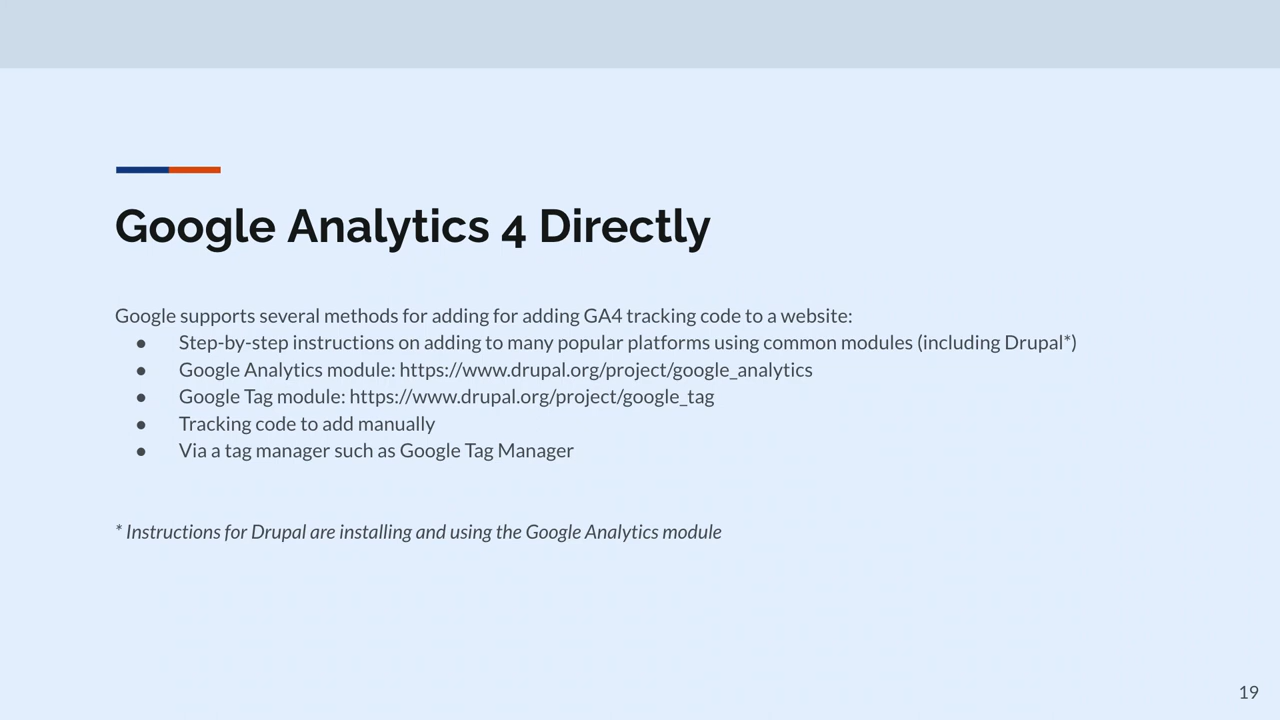 Google Analytics 4 Directly
Google supports several methods for adding for adding GA4 tracking code to a website:
● Step-by-step instructions on adding to many popular platforms using common modules (including Drupal*)
● Google Analytics module: https://www.drupal.org/project/google_analytics
● Google Tag module: https://www.drupal.org/project/google_tag
● Tracking code to add manually
● Via a tag manager such as Google Tag Manager
* Instructions for Drupal are installing and using the Google Analytics module
19